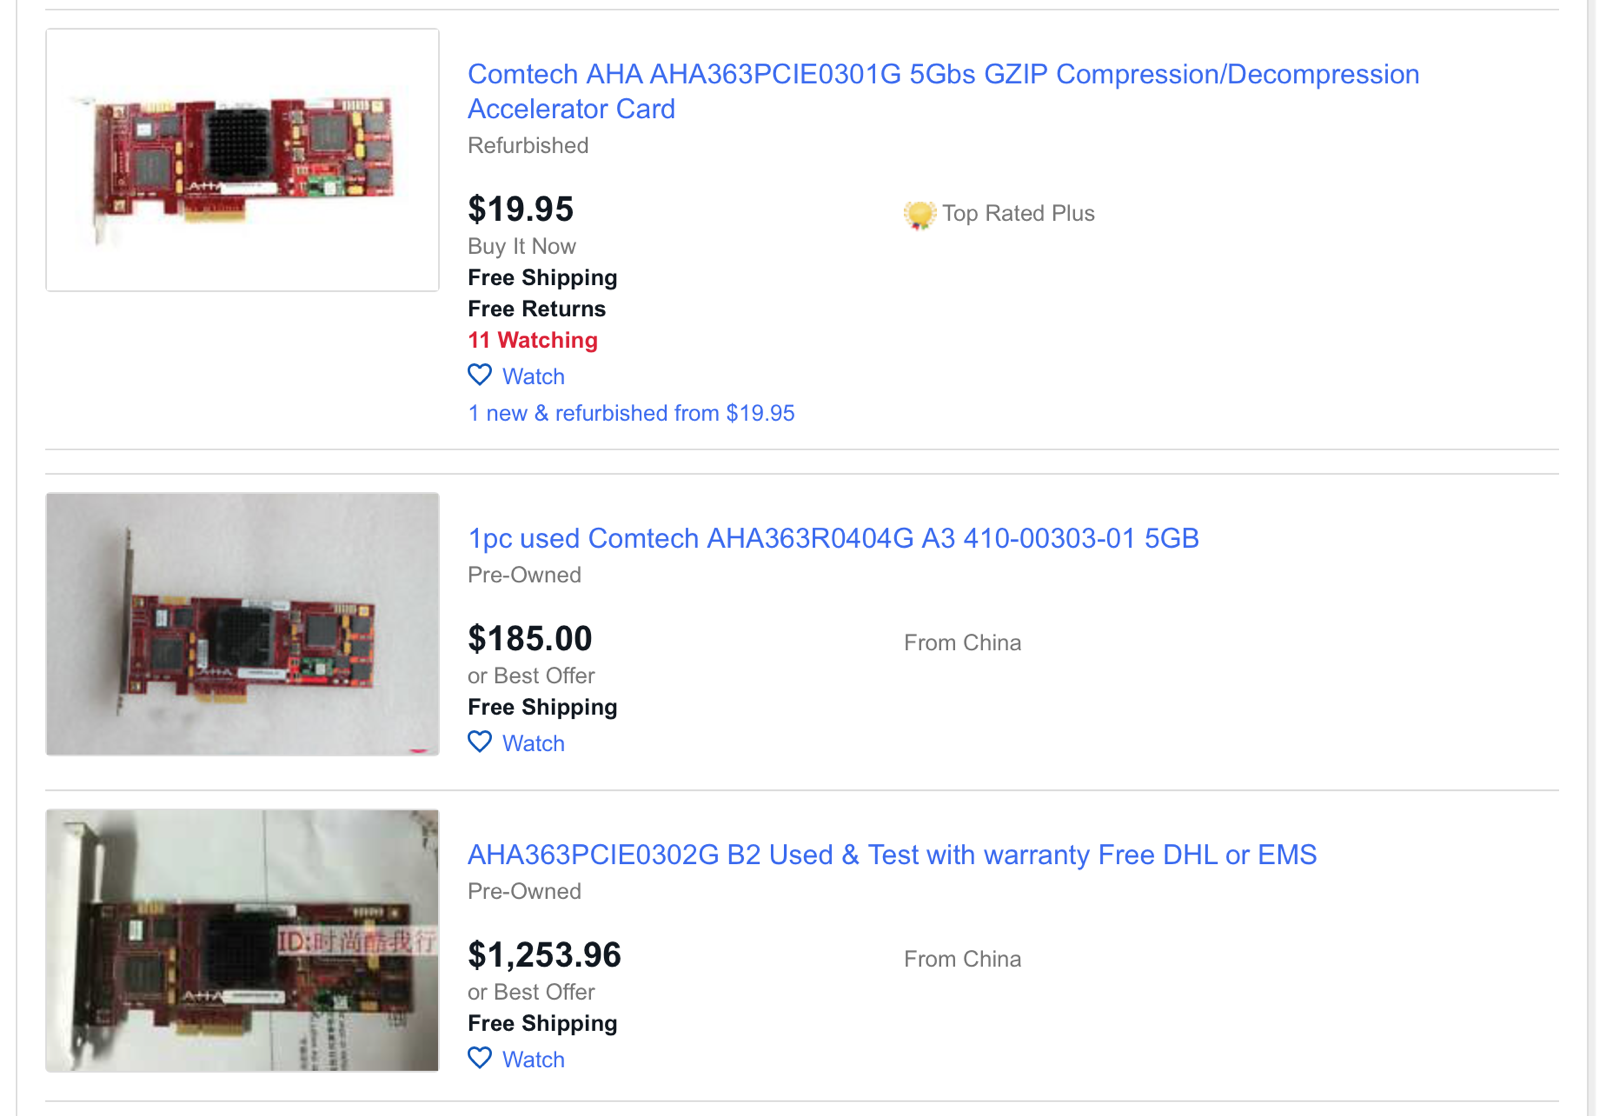 Comtech AHA AHA363PCIE0301G 5Gbs GZIP Compression/Decompression
Accelerator Card
Refurbished
$19.95
Top Rated Plus
Buy It Now
Free Shipping
Free Returns
11 Watching
Watch
1 new & refurbished from $19.95
AHA
1pc used Comtech AHA363R0404G A3 410-00303-01 5GB
Pre-Owned
$185.00
From China
or Best Offer
Free Shipping
Watch
AHA
AHA363PCIE0302G B2 Used & Test with warranty Free DHL or EMS
Pre-Owned
$1,253.96
From China
or Best Offer
Free Shipping
Watch
ID:时尚酷我行
AHA